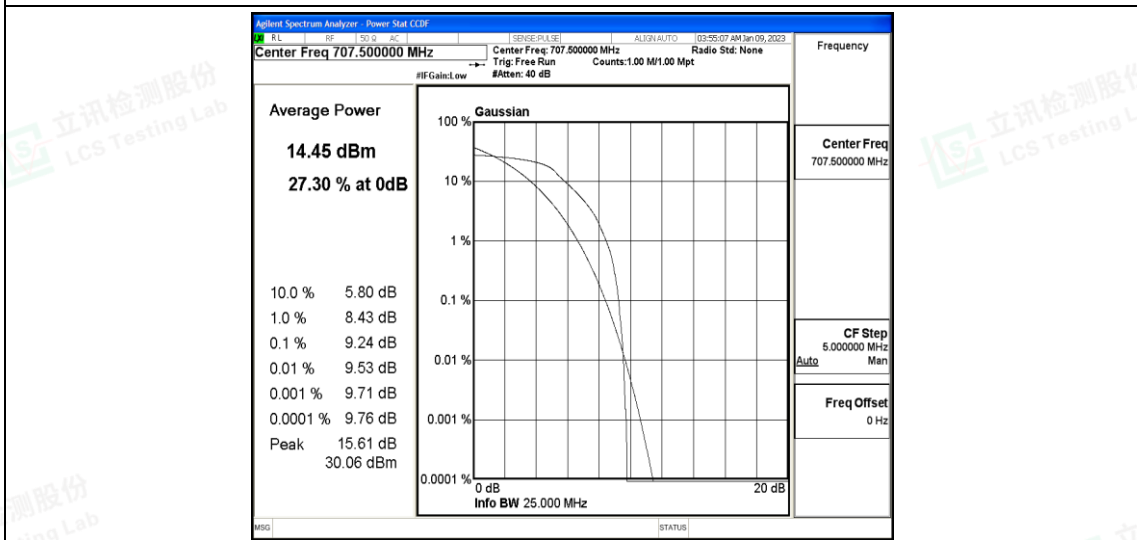 Agilent Spectrum Analyzer - Power Stat CCDF
RL RF 50 Ω AC SENSE:PULSE ALIGNAUTO 03:55:07 AM Jan 09, 2023
Center Freq 707.500000 MHz
Center Freq: 707.500000 MHz Radio Std: None
Trig: Free Run Counts:1.00 M/1.00 Mpt
#IFGain:Low #Atten: 40 dB
Frequency
Average Power
14.45 dBm
27.30 % at 0dB
10.0 % 5.80 dB
1.0 % 8.43 dB
0.1 % 9.24 dB
0.01 % 9.53 dB
0.001 % 9.71 dB
0.0001 % 9.76 dB
Peak 15.61 dB
30.06 dBm
Gaussian
100 %
10 %
1 %
0.1 %
0.01 %
0.001 %
0.0001 %
0 dB 20 dB
Info BW 25.000 MHz
Center Freq
707.500000 MHz
CF Step
5.000000 MHz
Auto Man
Freq Offset
0 Hz
MSG STATUS
立讯检测股份
LCS Testing Lab
立讯检测股份
LCS Testing L
测股份
ing Lab